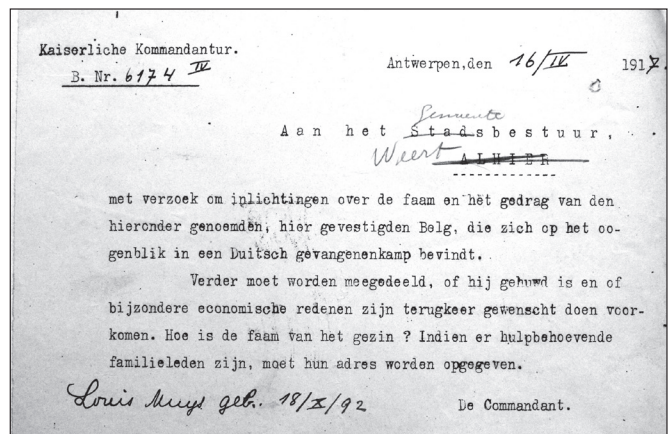 Kaiserliche Kommandantur.
B. Nr. 6174 IV
Antwerpen,den 16/IV 1917.
Gemeente
Aan het Stadsbestuur,
Weert ALHIER
met verzoek om inlichtingen over de faam en het gedrag van den
hieronder genoemden, hier gevestigden Belg, die zich op het oo-
genblik in een Duitsch gevangenenkamp bevindt.
Verder moet worden meegedeeld, of hij gehuwd is en of
bijzondere economische redenen zijn terugkeer gewenscht doen voor-
komen. Hoe is de faam van het gezin ? Indien er hulpbehoevende
familieleden zijn, moet hun adres worden opgegeven.
Louis Muys geb. 18/X/92
De Commandant.